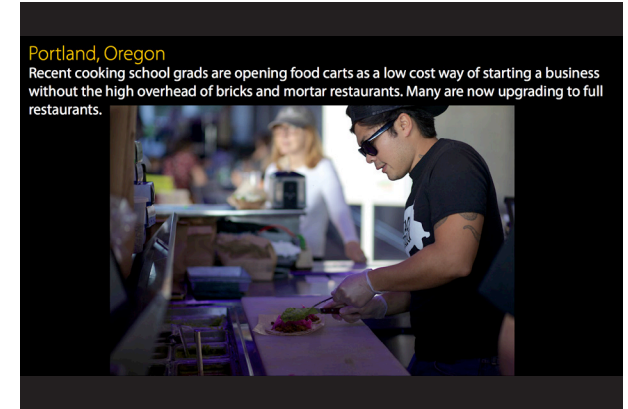 Portland, Oregon
Recent cooking school grads are opening food carts as a low cost way of starting a business
without the high overhead of bricks and mortar restaurants. Many are now upgrading to full
restaurants.